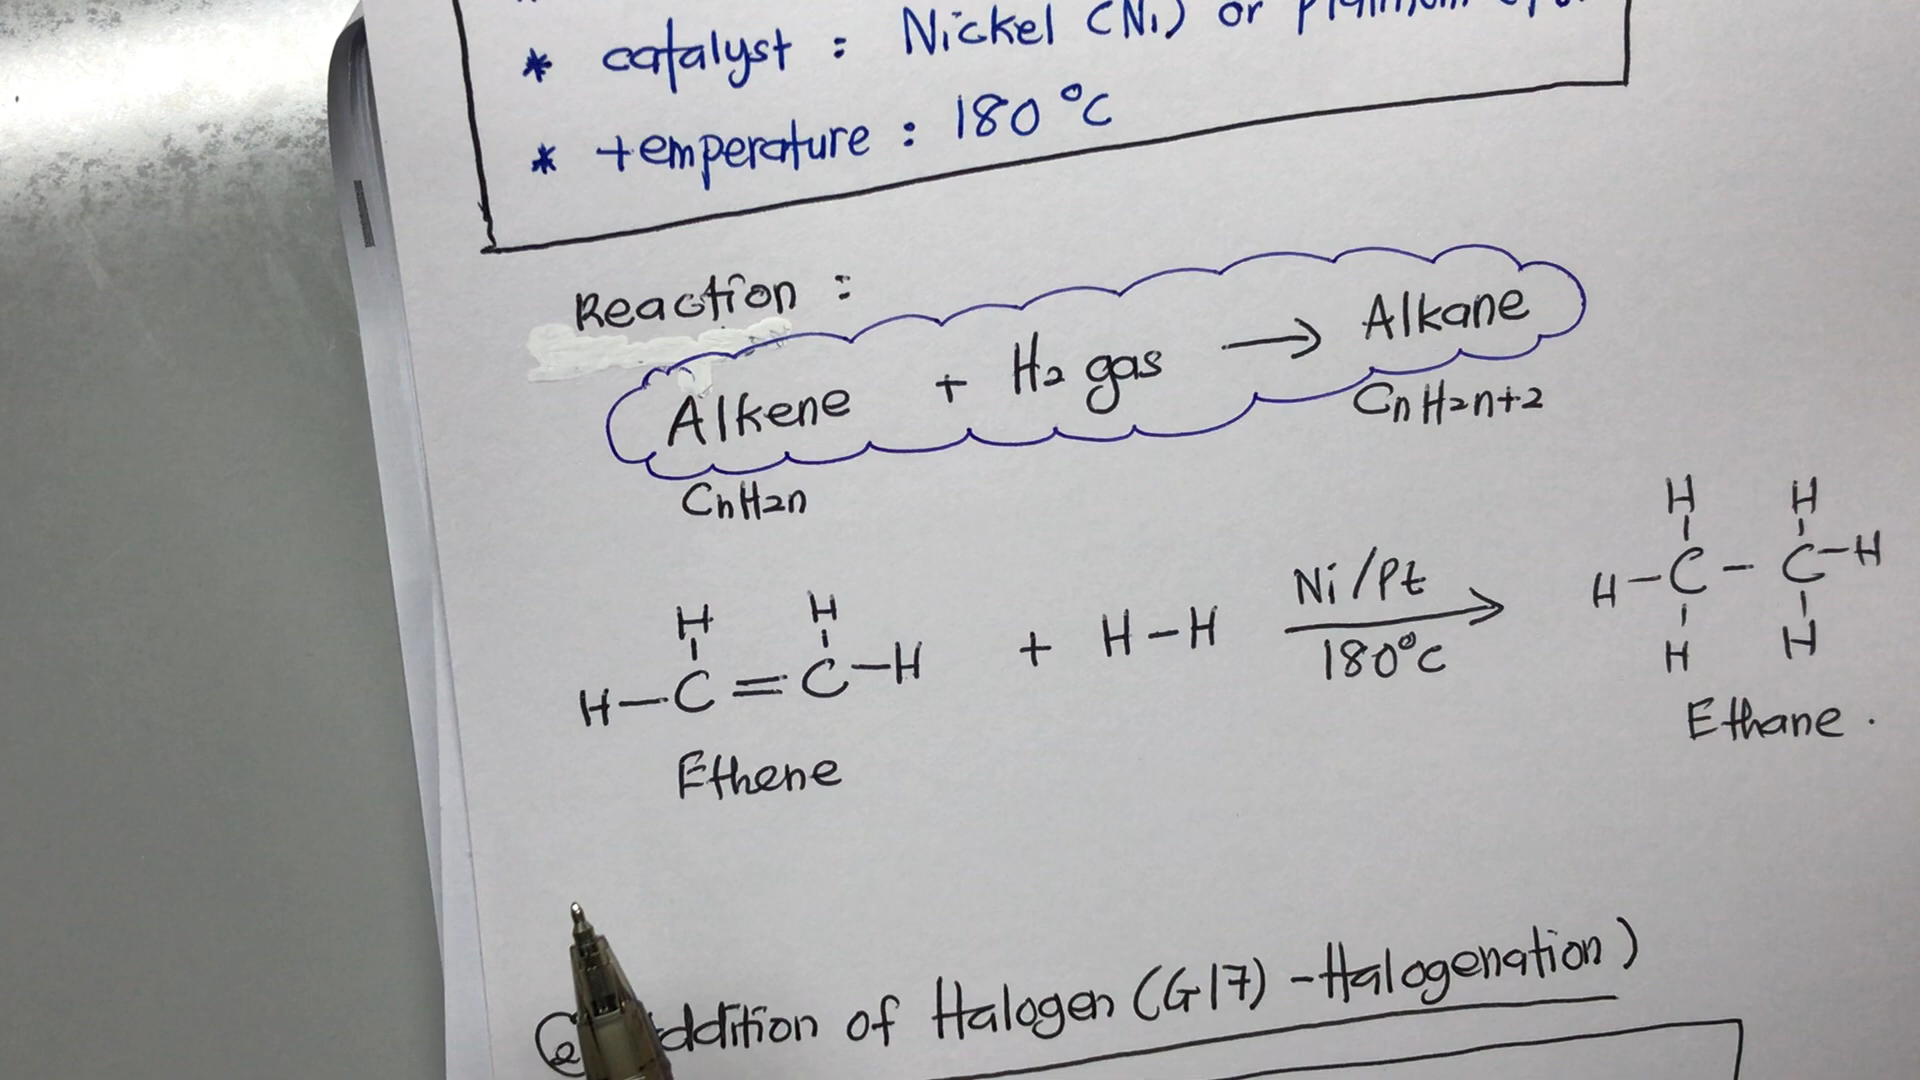 * catalyst : Nickel (Ni) or
* temperature : 180 °C
Reaction :
Alkene + H2 gas → Alkane
CnH2n CnH2n+2
H H H H
H-C=C-H + H-H Ni/Pt 180°C → H-C-C-H
H H
Ethene Ethane.
② of Halogen (G17) - Halogenation)